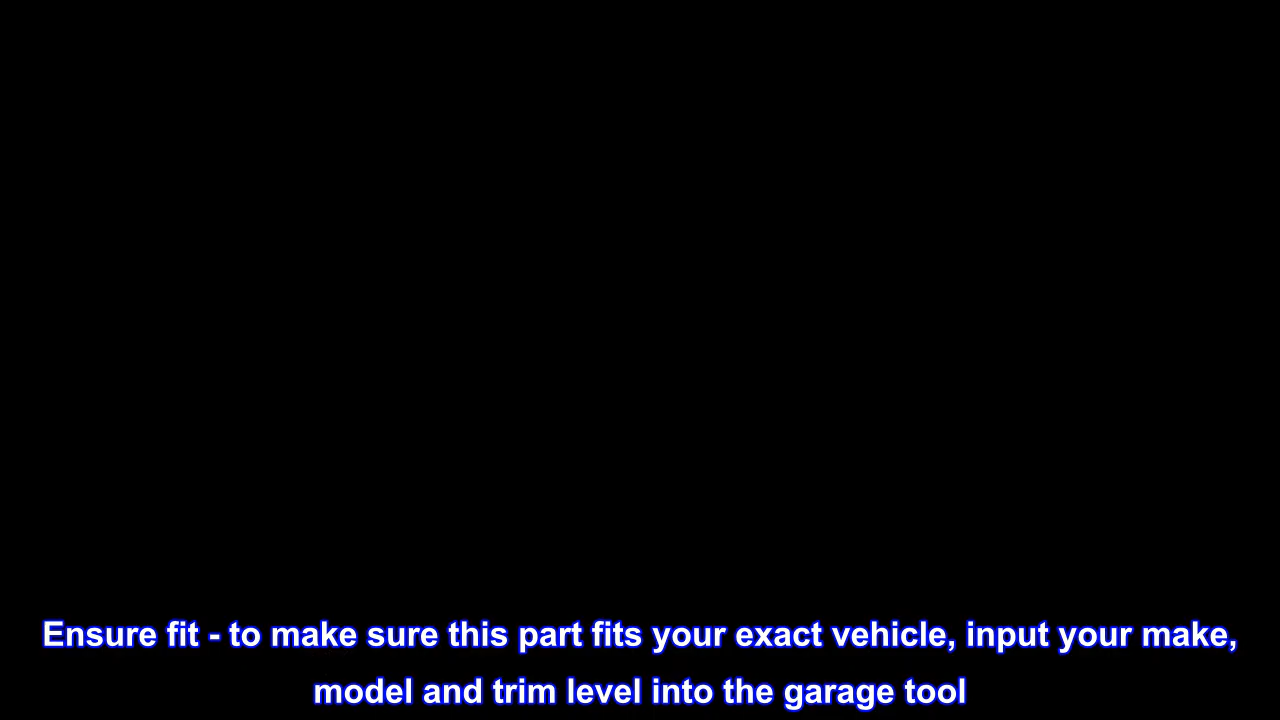 Ensure fit - to make sure this part fits your exact vehicle, input your make,
model and trim level into the garage tool